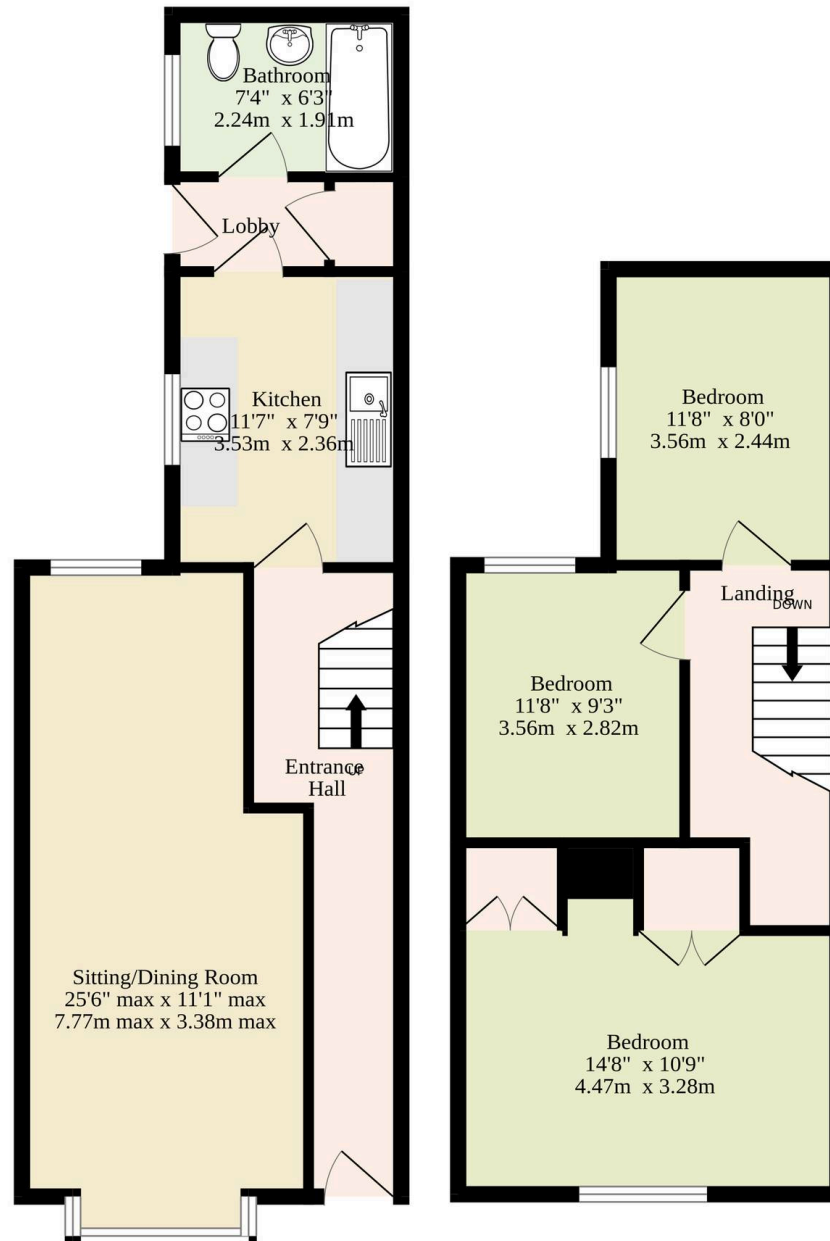 Bathroom
7'4" x 6'3"
2.24m x 1.91m
Lobby
Kitchen
11'7" x 7'9"
3.53m x 2.36m
Entrance
UP
Hall
Sitting/Dining Room
25'6" max x 11'1" max
7.77m max x 3.38m max
Bedroom
11'8" x 8'0"
3.56m x 2.44m
Landing
DOWN
Bedroom
11'8" x 9'3"
3.56m x 2.82m
Bedroom
14'8" x 10'9"
4.47m x 3.28m